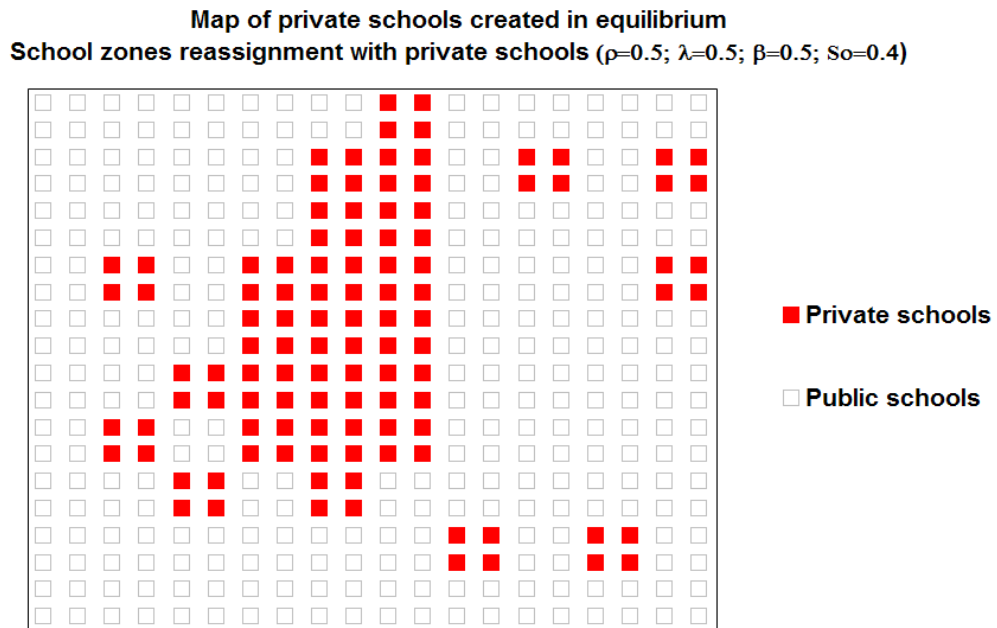 Map of private schools created in equilibrium
School zones reassignment with private schools (ρ=0.5; λ=0.5; β=0.5; So=0.4)
Private schools
Public schools